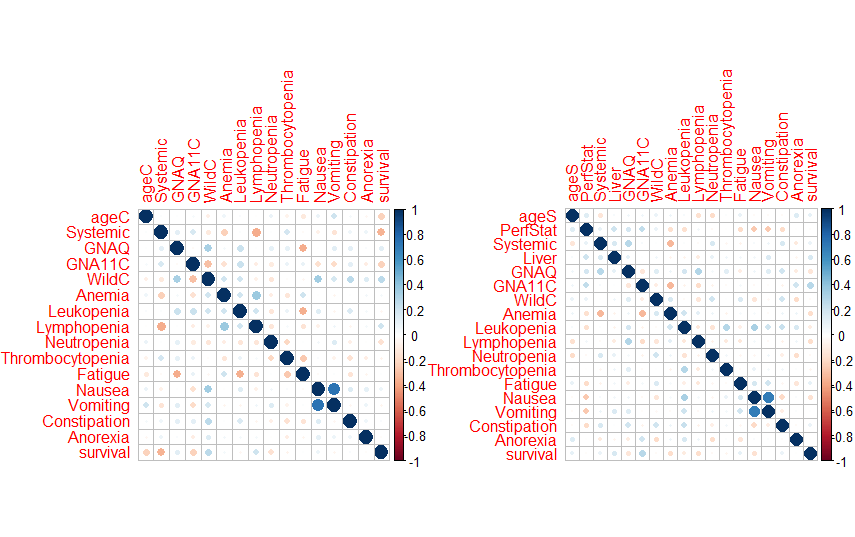 ageC
Systemic
GNAQ
GNA11C
WildC
Anemia
Leukopenia
Lymphopenia
Neutropenia
Thrombocytopenia
Fatigue
Nausea
Vomiting
Constipation
Anorexia
survival
ageC
Systemic
GNAQ
GNA11C
WildC
Anemia
Leukopenia
Lymphopenia
Neutropenia
Thrombocytopenia
Fatigue
Nausea
Vomiting
Constipation
Anorexia
survival
1
0.8
0.6
0.4
0.2
0
-0.2
-0.4
-0.6
-0.8
-1
ageS
PerfStat
Systemic
Liver
GNAQ
GNA11C
WildC
Anemia
Leukopenia
Lymphopenia
Neutropenia
Thrombocytopenia
Fatigue
Nausea
Vomiting
Constipation
Anorexia
survival
ageS
PerfStat
Systemic
Liver
GNAQ
GNA11C
WildC
Anemia
Leukopenia
Lymphopenia
Neutropenia
Thrombocytopenia
Fatigue
Nausea
Vomiting
Constipation
Anorexia
survival
1
0.8
0.6
0.4
0.2
0
-0.2
-0.4
-0.6
-0.8
-1